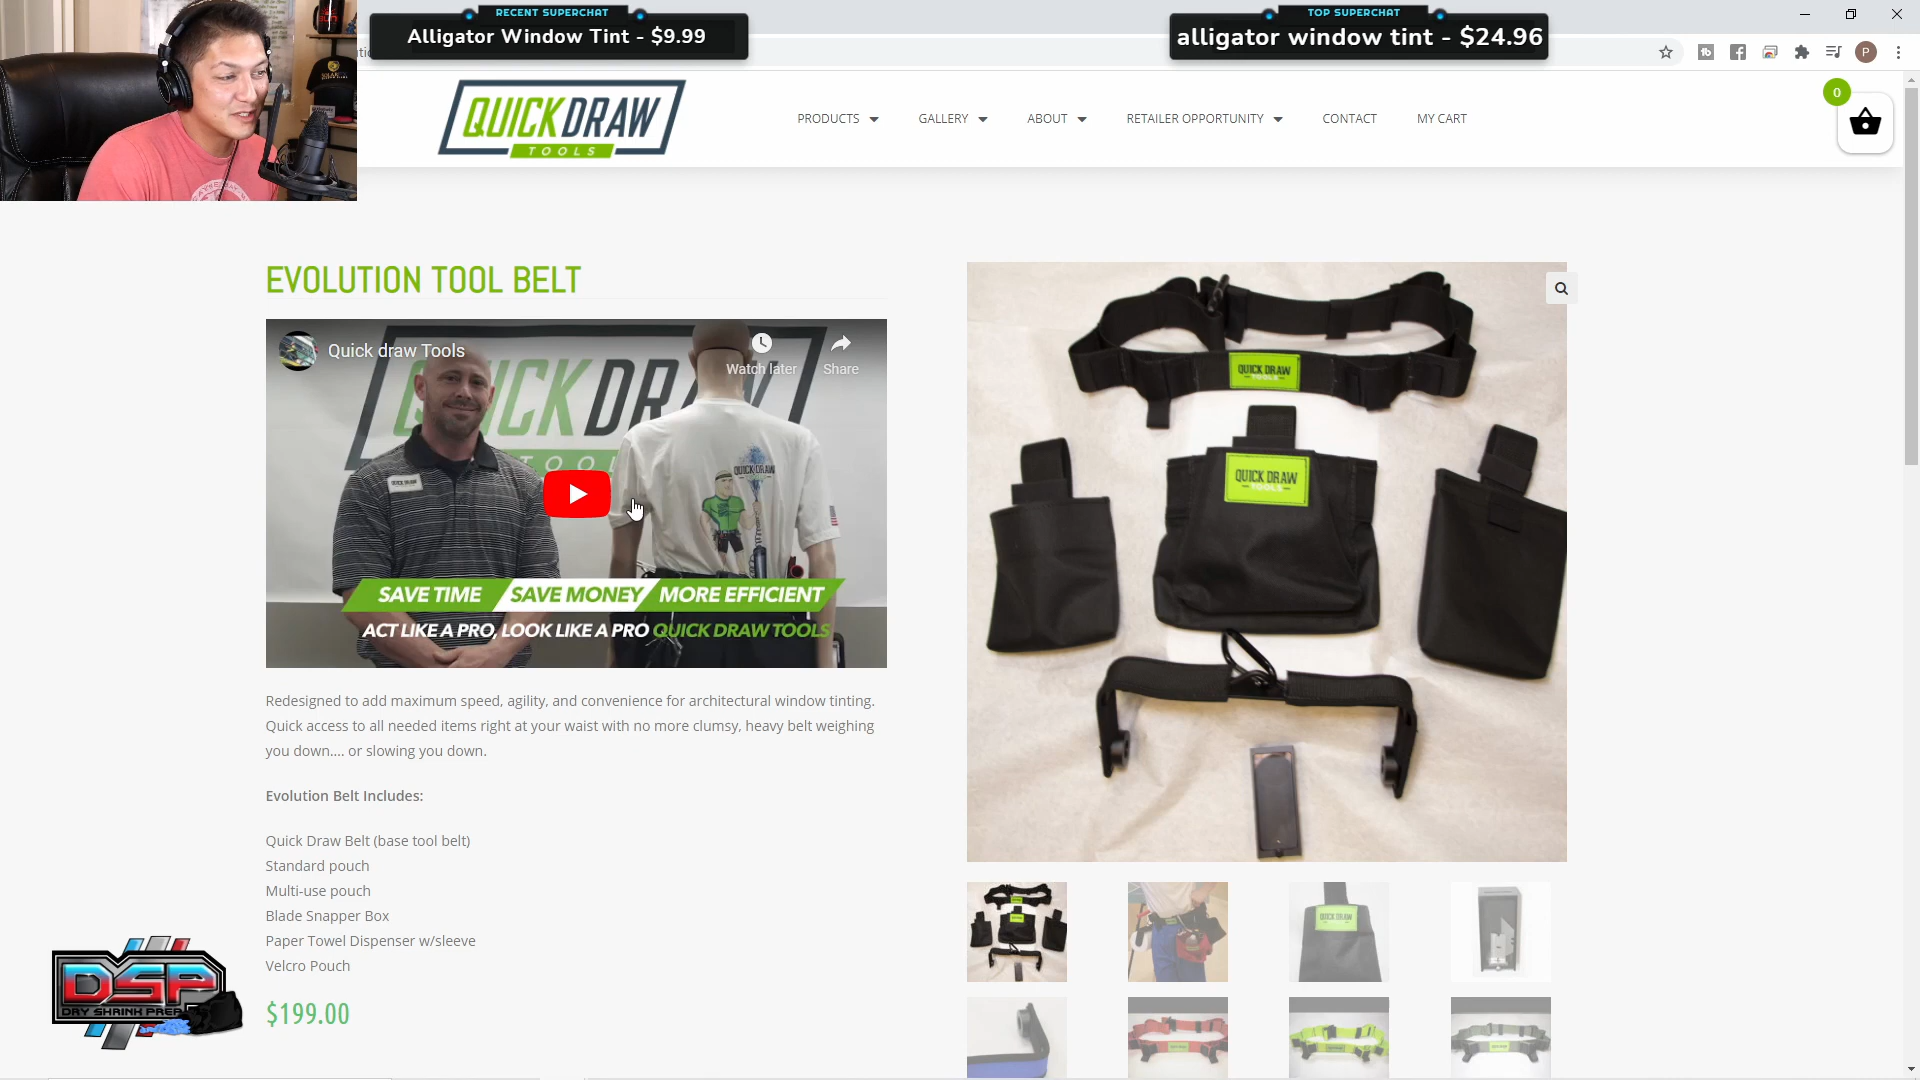 RECENT SUPERCHAT
Alligator Window Tint - $9.99
TOP SUPERCHAT
alligator window tint - $24.96
P
QUICKDRAW
TOOLS
PRODUCTS
GALLERY
ABOUT
RETAILER OPPORTUNITY
CONTACT
MY CART
0
EVOLUTION TOOL BELT
Quick draw Tools
Watch later
Share
SAVE TIME
SAVE MONEY
MORE EFFICIENT
ACT LIKE A PRO, LOOK LIKE A PRO QUICK DRAW TOOLS
QUICK DRAW
TOOLS
QUICK DRAW
TOOLS
Redesigned to add maximum speed, agility, and convenience for architectural window tinting.
Quick access to all needed items right at your waist with no more clumsy, heavy belt weighing
you down.... or slowing you down.
Evolution Belt Includes:
Quick Draw Belt (base tool belt)
Standard pouch
Multi-use pouch
Blade Snapper Box
Paper Towel Dispenser w/sleeve
Velcro Pouch
$199.00
DSP
DRY SHRINK PREP
QUICK DRAW